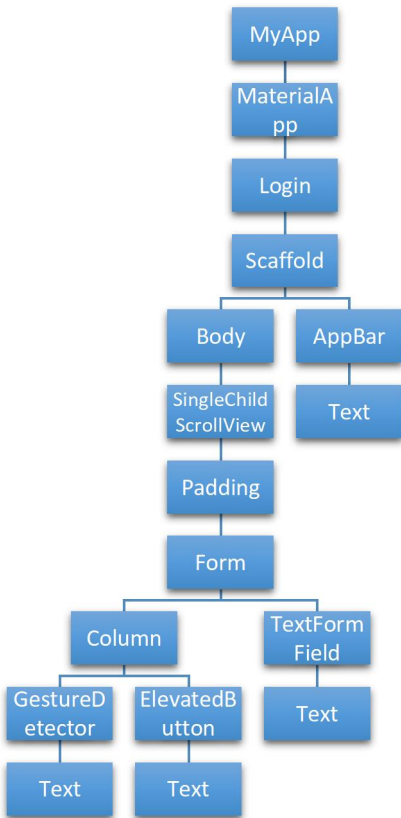 MyApp
MaterialA
pp
Login
Scaffold
Body
AppBar
SingleChild
ScrollView
Text
Padding
Form
Column
TextForm
Field
GestureD
etector
ElevatedB
utton
Text
Text
Text